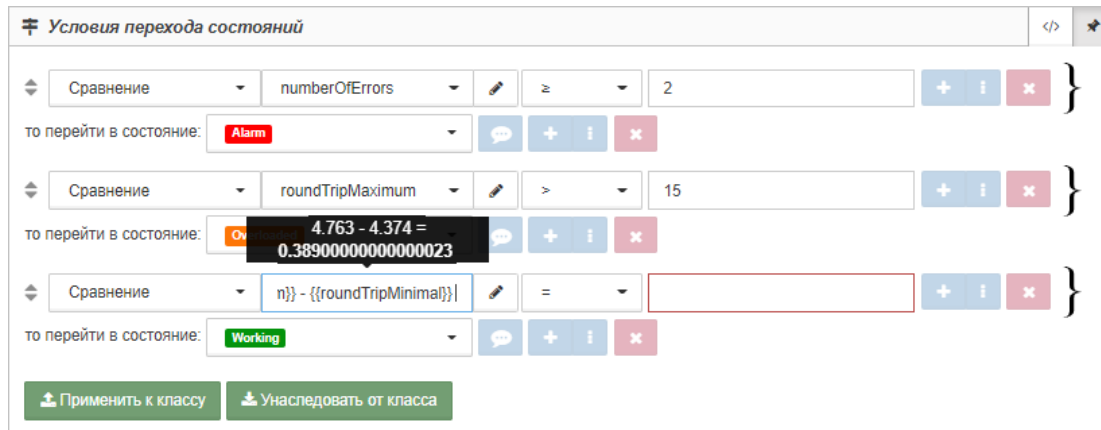 Условия перехода состояний </>
Сравнение numberOfErrors ≥ 2 }
то перейти в состояние: Alarm
Сравнение roundTripMaximum > 15 }
4.763 - 4.374 =
то перейти в состояние:
0.38900000000000023
Сравнение n}} - {{roundTripMinimal}} = }
то перейти в состояние: Working
Применить к классу Унаследовать от класса